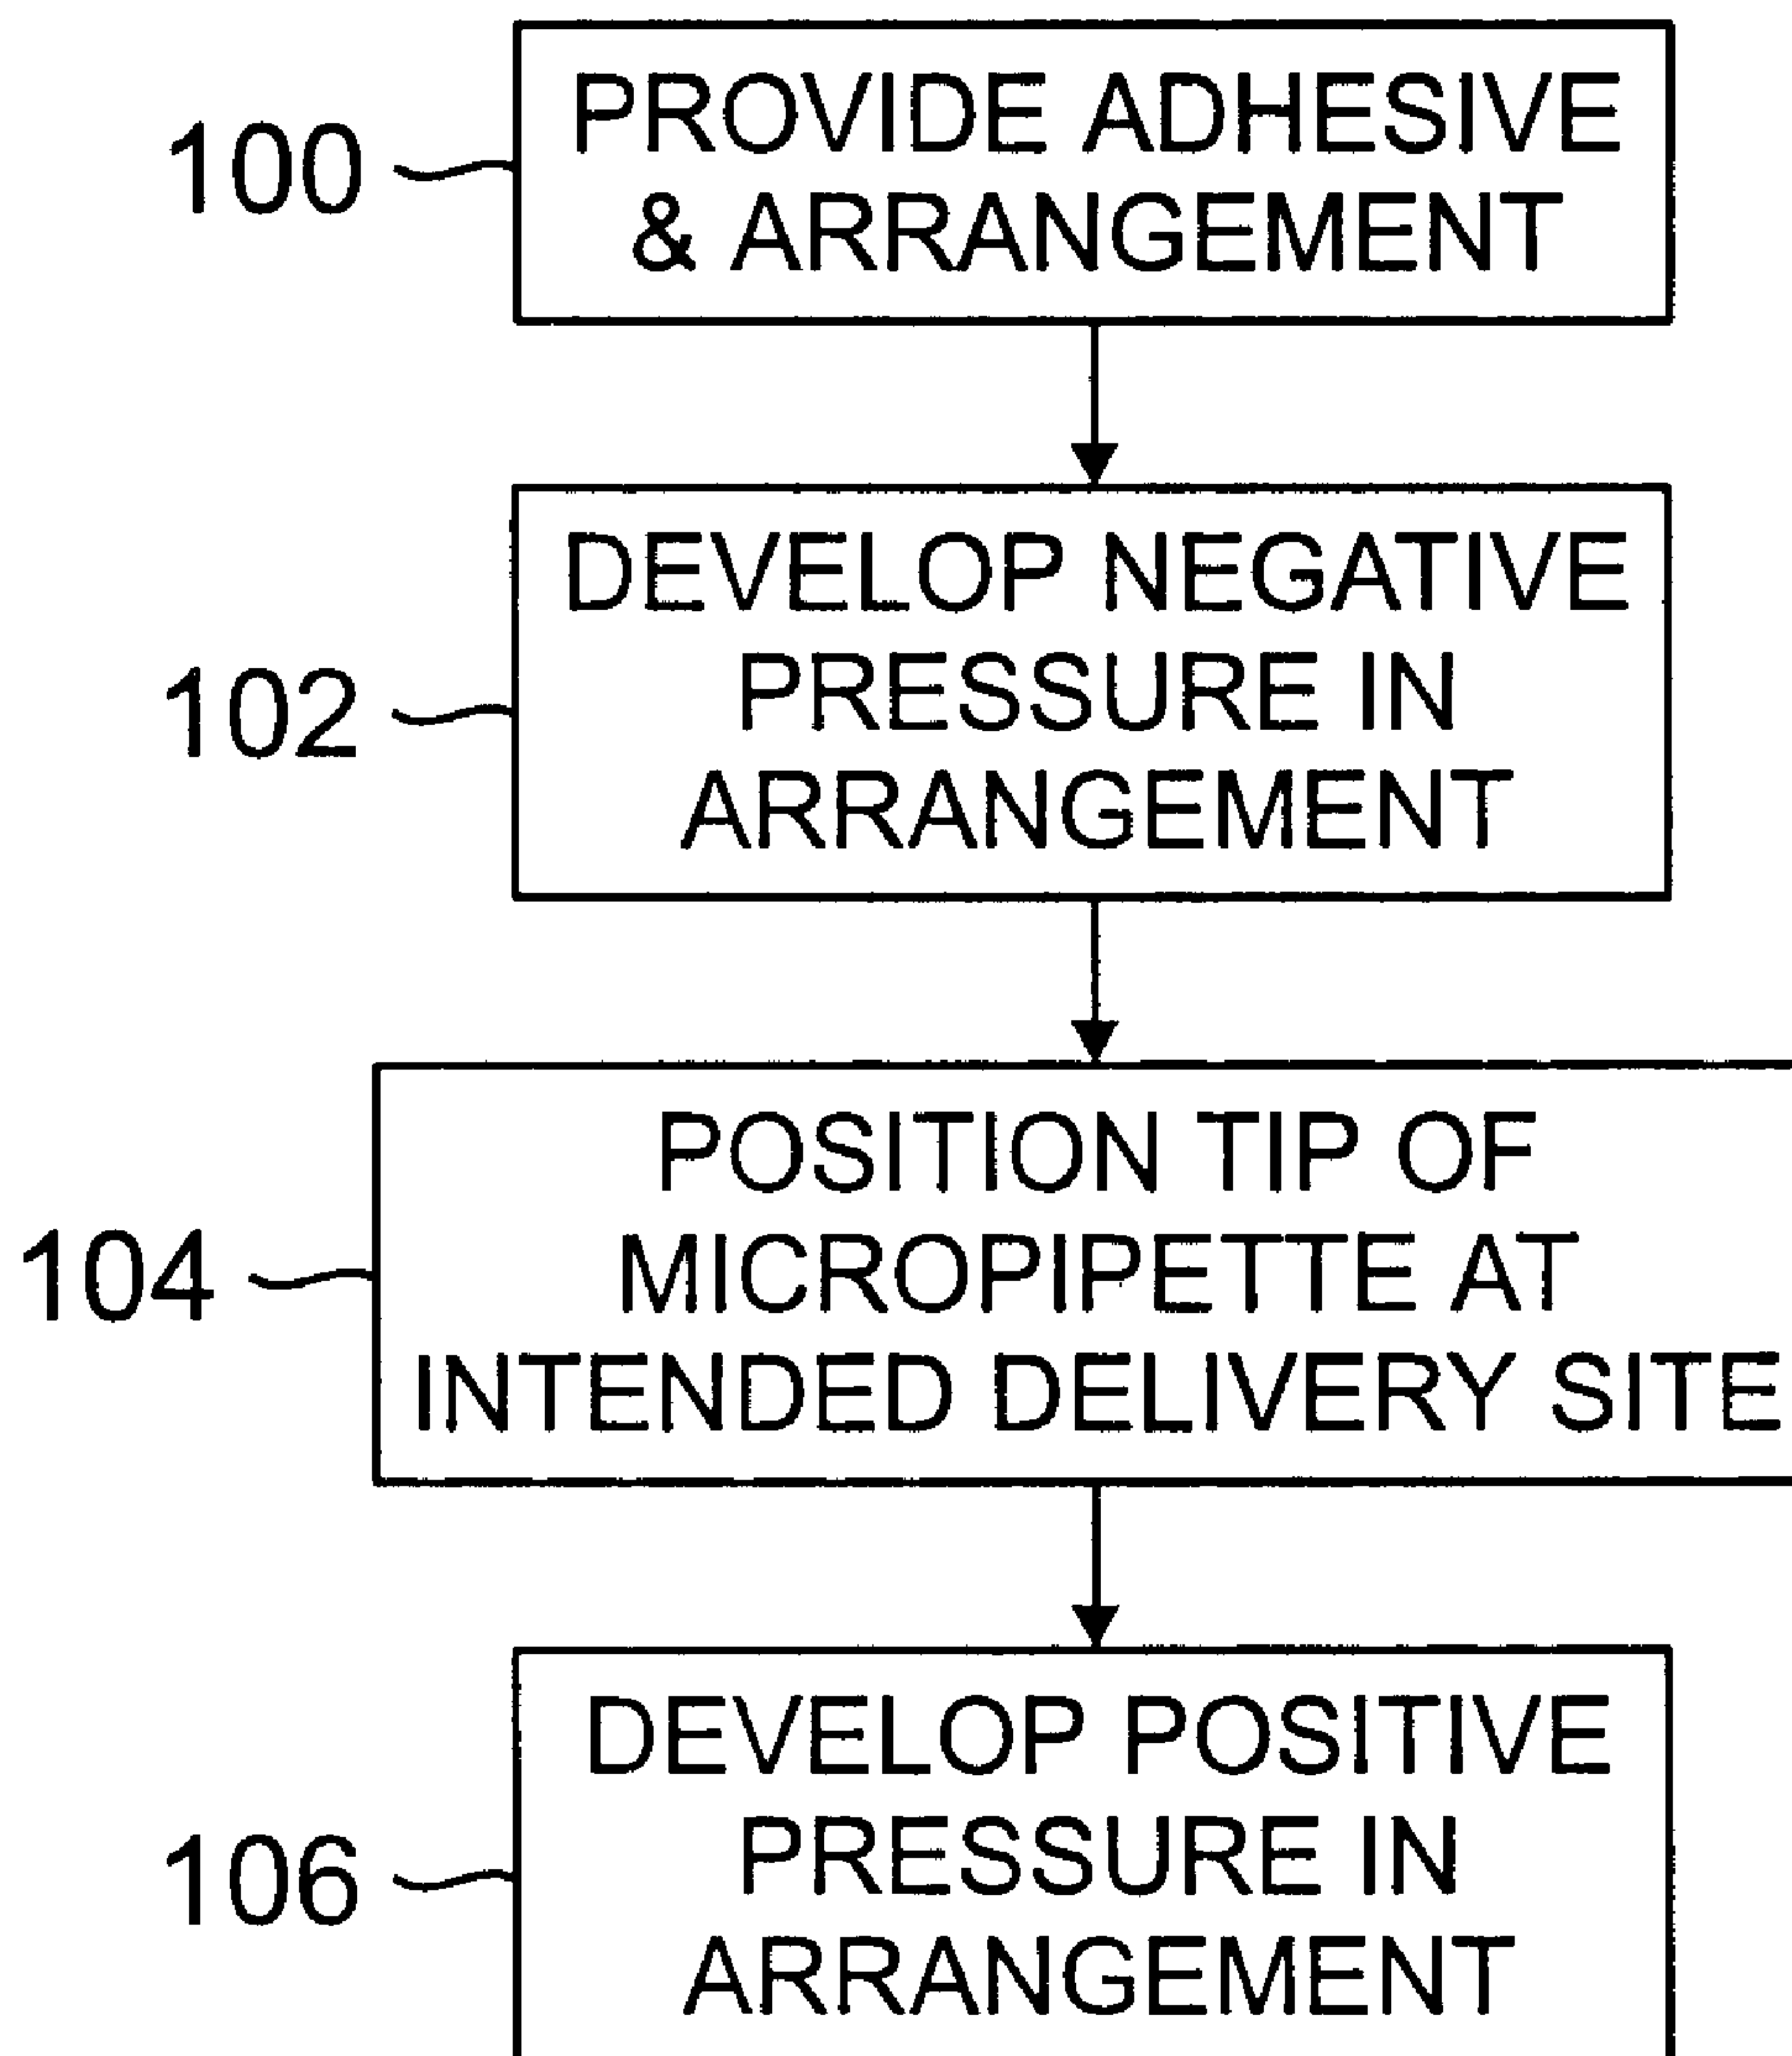 100
PROVIDE ADHESIVE
& ARRANGEMENT
102
DEVELOP NEGATIVE
PRESSURE IN
ARRANGEMENT
104
POSITION TIP OF
MICROPIPETTE AT
INTENDED DELIVERY SITE
106
DEVELOP POSITIVE
PRESSURE IN
ARRANGEMENT